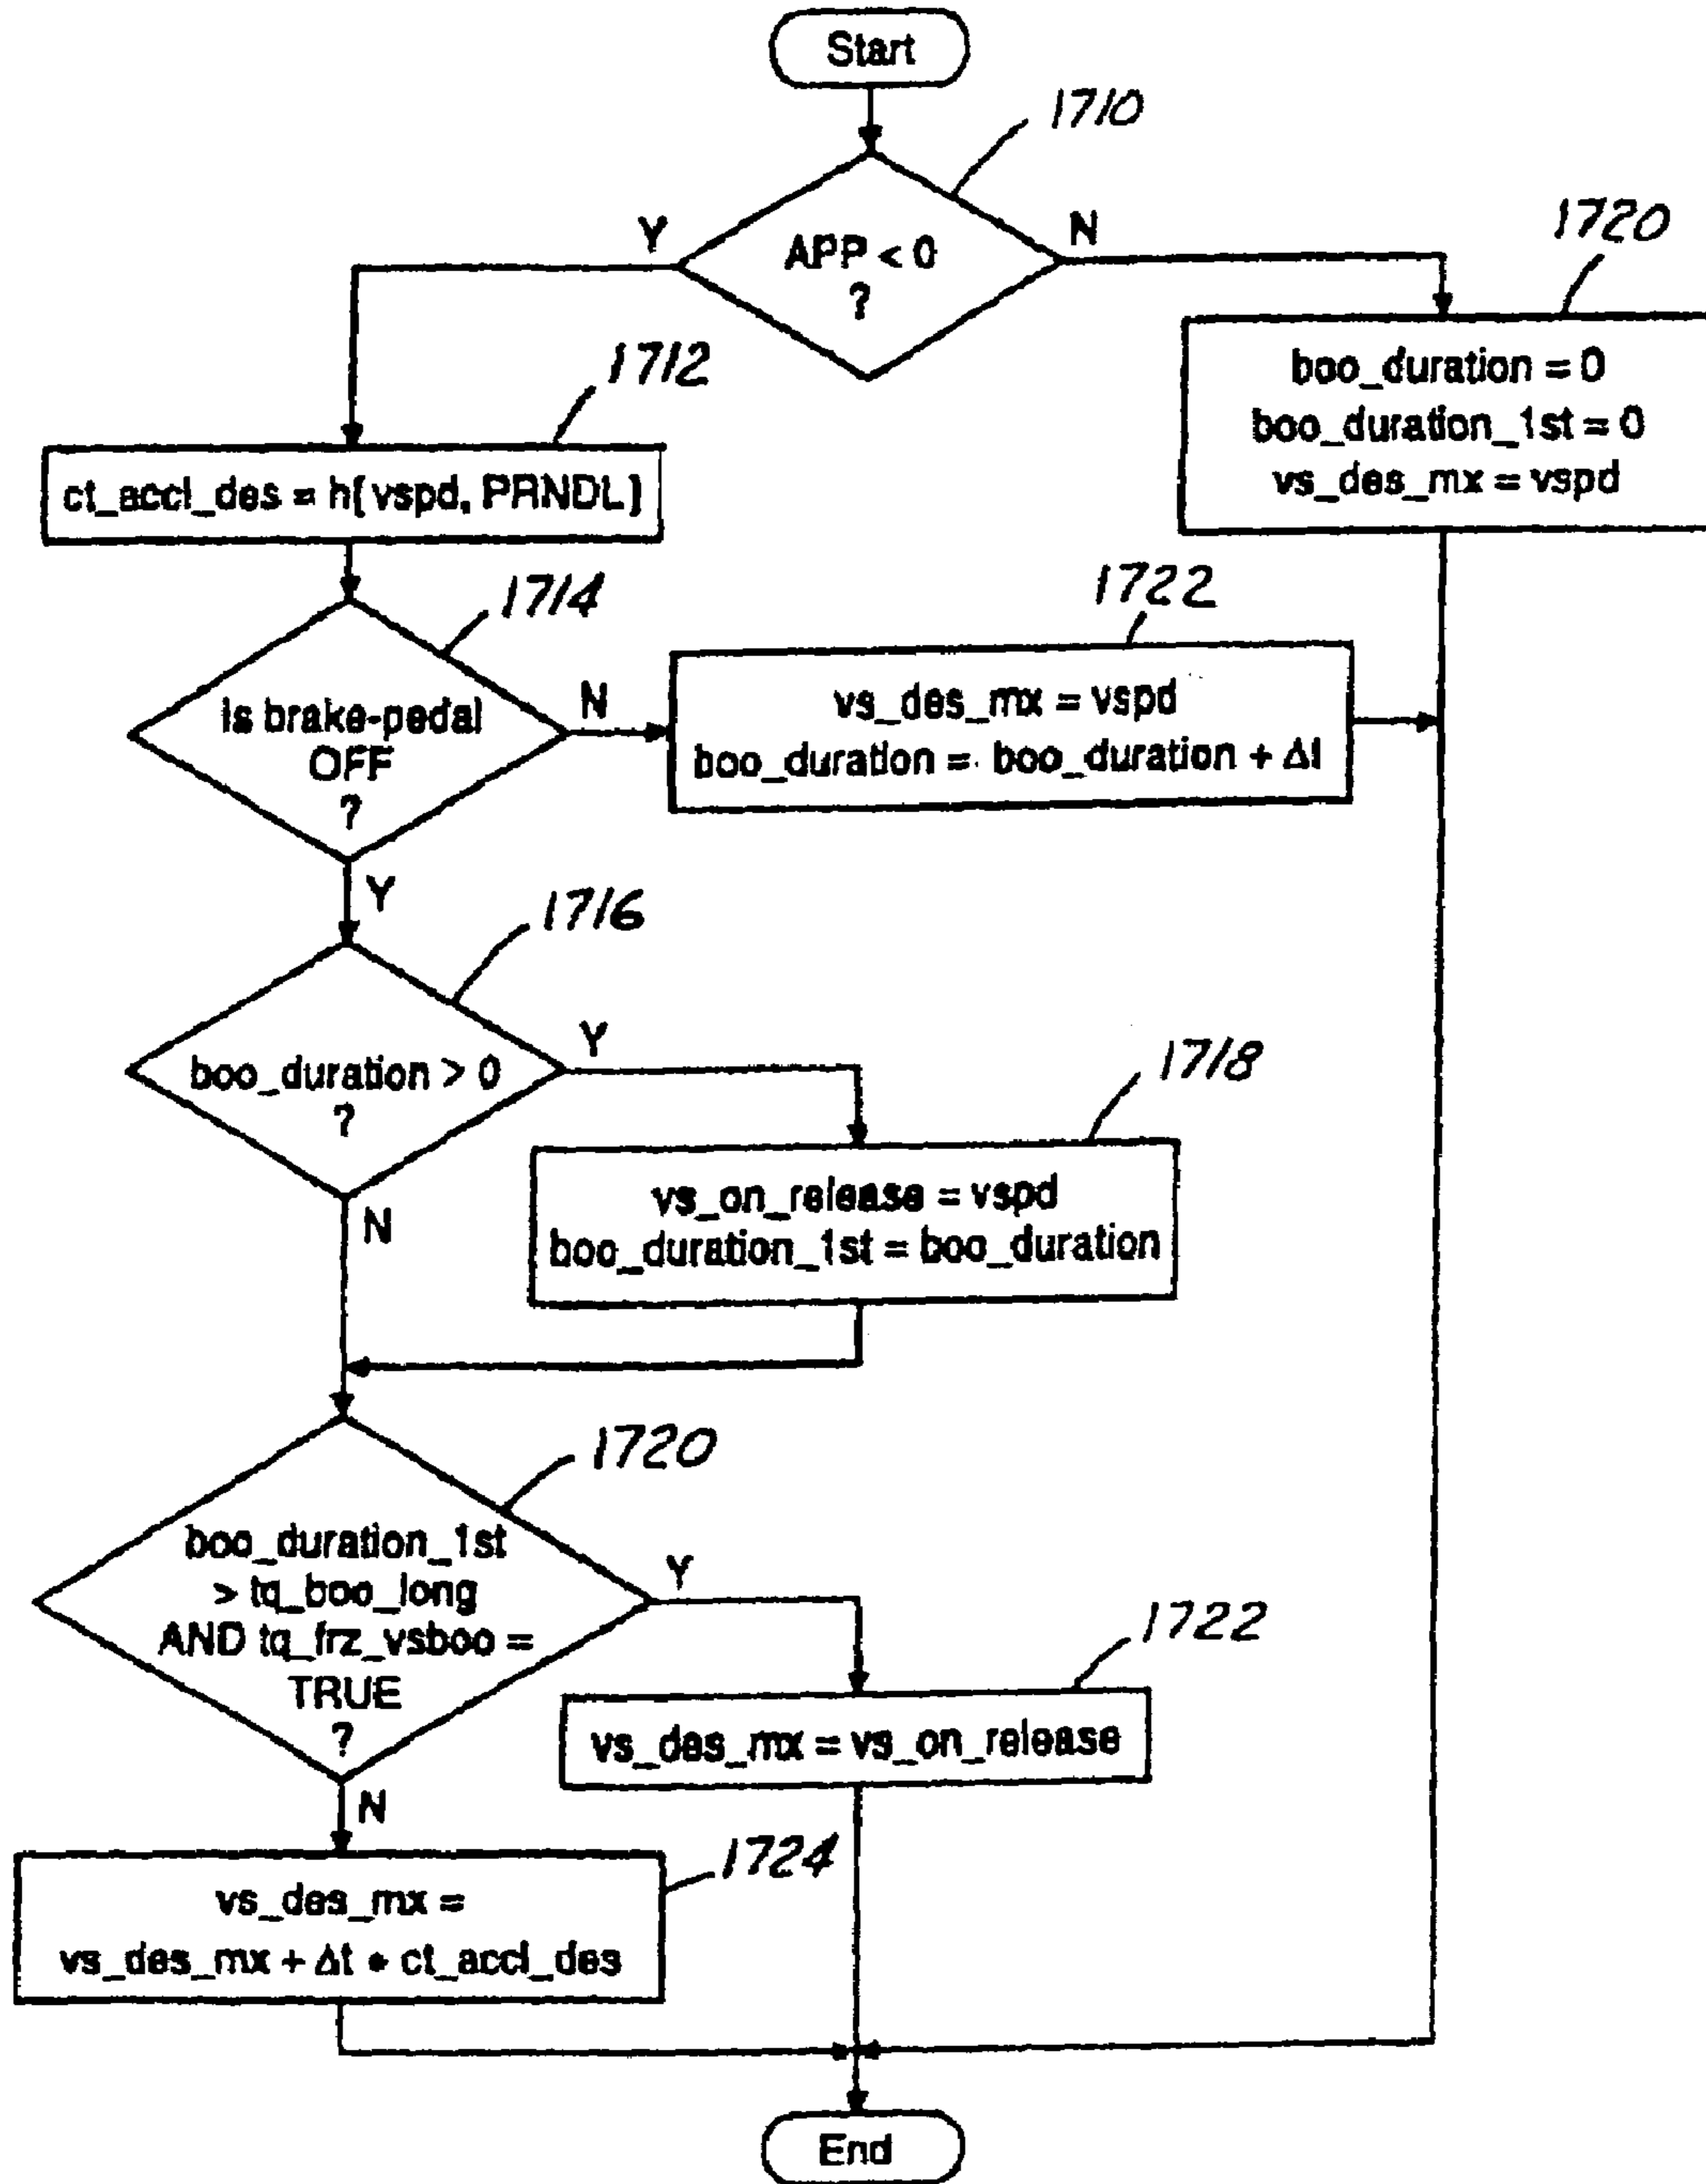 Start
1710
Y
APP < 0
?
N
1720
boo_duration = 0
boo_duration_1st = 0
vs_des_mx = vspd
1712
ct_accl_des = h[vspd, PRNDL]
1714
Is brake-pedal
OFF
?
N
1722
vs_des_mx = vspd
boo_duration = boo_duration + Δt
Y
1716
boo_duration > 0
?
Y
1718
vs_on_release = vspd
boo_duration_1st = boo_duration
N
1720
boo_duration_1st
> tq_boo_long
AND tq_frz_vsboo =
TRUE
?
Y
1722
vs_des_mx = vs_on_release
N
1724
vs_des_mx =
vs_des_mx + Δt * ct_accl_des
End